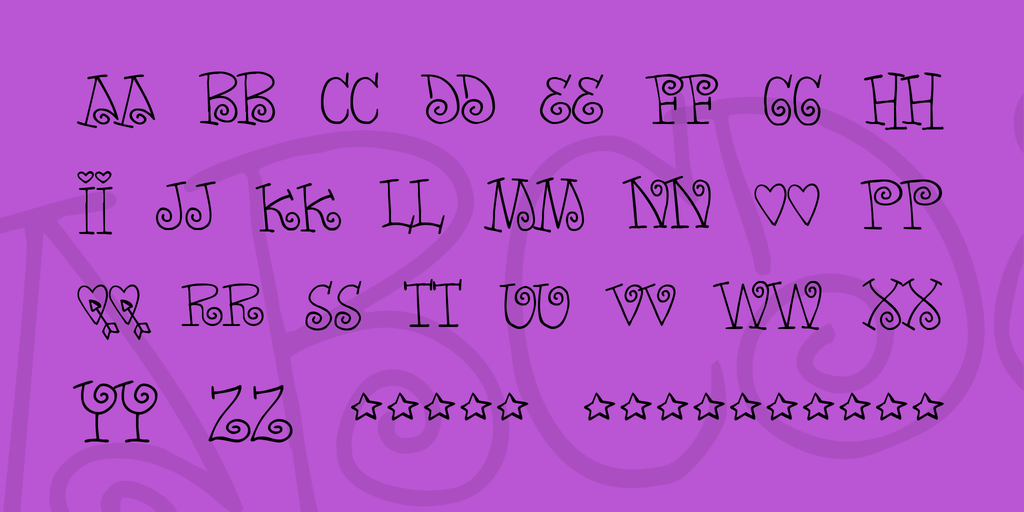 AA BB CC DD EE FF GG HH
II JJ KK LL MM NN ♡♡ PP
💘💘 RR SS TT UU VV WW XX
YY ZZ ☆☆☆☆☆ ☆☆☆☆☆☆☆☆☆☆
ABCD